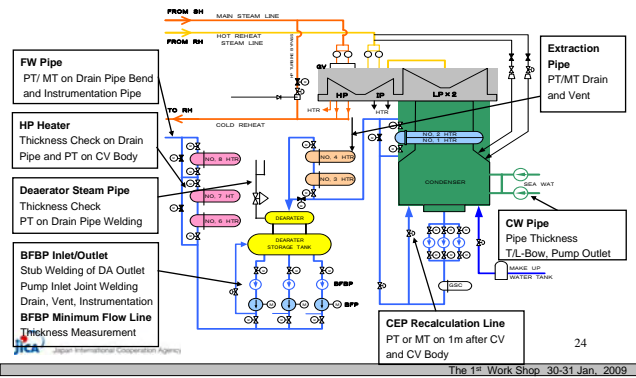 FROM SH
MAIN STEAM LINE
HOT REHEAT
STEAM LINE
FROM RH
HP TURBINE BYPASS
GV
HP
IP
LP × 2
HTR
HTR
TO RH
COLD REHEAT
FW Pipe
PT/ MT on Drain Pipe Bend
and Instrumentation Pipe
HP Heater
Thickness Check on Drain
Pipe and PT on CV Body
Deaerator Steam Pipe
Thickness Check
PT on Drain Pipe Welding
BFBP Inlet/Outlet
Stub Welding of DA Outlet
Pump Inlet Joint Welding
Drain, Vent, Instrumentation
BFBP Minimum Flow Line
Thickness Measurement
Extraction
Pipe
PT/MT Drain
and Vent
NO. 8 HTR
NO. 7 HT
NO. 6 HTR
NO. 4 HTR
NO. 3 HTR
NO. 2 HTR
NO. 1 HTR
CONDENSER
SEA WAT
DEARATER
DEARATER
STORAGE TANK
BFBP
BFP
M
M
M
GSC
MAKE UP
WATER TANK
CW Pipe
Pipe Thickness
T/L-Bow, Pump Outlet
CEP Recalculation Line
PT or MT on 1m after CV
and CV Body
24
JICA
Japan International Cooperation Agency
The 1st Work Shop 30-31 Jan, 2009